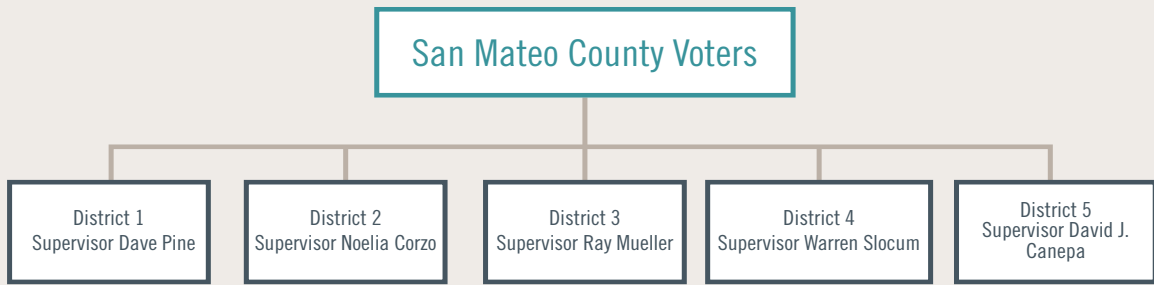 San Mateo County Voters
District 1
Supervisor Dave Pine
District 2
Supervisor Noelia Corzo
District 3
Supervisor Ray Mueller
District 4
Supervisor Warren Slocum
District 5
Supervisor David J.
Canepa